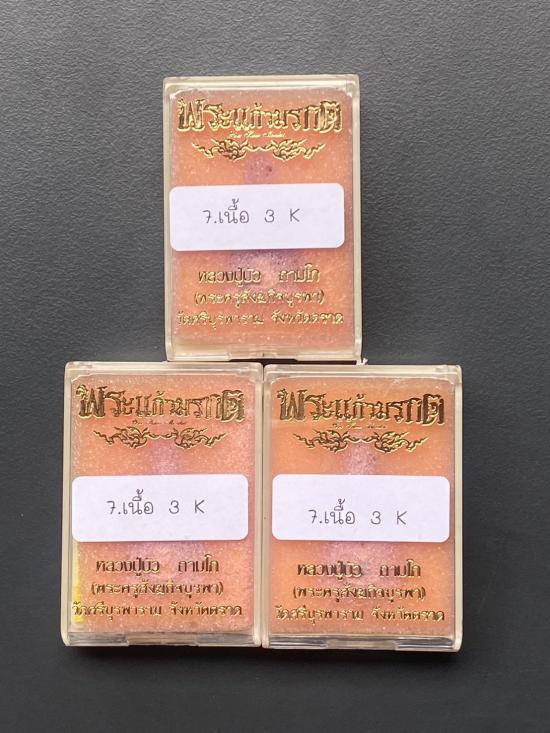 พระแก้วมรกต
7.เนื้อ 3 K
หลวงปู่บัว ถามโก
(พระครูสังฆกิจบูรพา)
วัดศรีบุรพาราม จังหวัดตราด
พระแก้วมรกต
7.เนื้อ 3 K
หลวงปู่บัว ถามโก
(พระครูสังฆกิจบูรพา)
วัดศรีบุรพาราม จังหวัดตราด
พระแก้วมรกต
7.เนื้อ 3 K
หลวงปู่บัว ถามโก
(พระครูสังฆกิจบูรพา)
วัดศรีบุรพาราม จังหวัดตราด